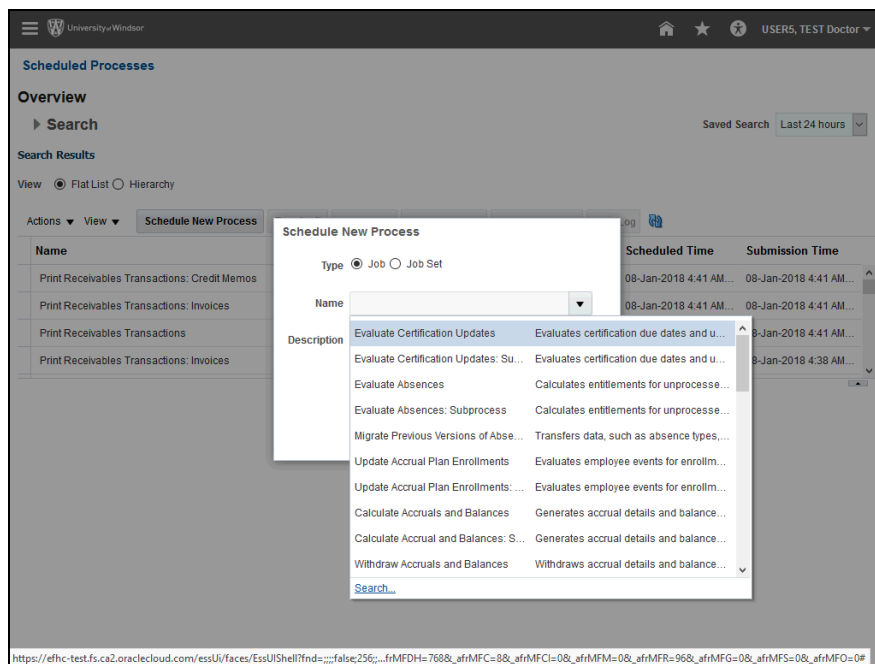 University of Windsor
USER5, TEST Doctor
Scheduled Processes
Overview
Search
Saved Search Last 24 hours
Search Results
View Flat List Hierarchy
Actions View Schedule New Process
Name Scheduled Time Submission Time
Print Receivables Transactions: Credit Memos 08-Jan-2018 4:41 AM... 08-Jan-2018 4:41 AM...
Print Receivables Transactions: Invoices 08-Jan-2018 4:41 AM... 08-Jan-2018 4:41 AM...
Print Receivables Transactions 8-Jan-2018 4:41 AM...
Print Receivables Transactions: Invoices 8-Jan-2018 4:38 AM...
Schedule New Process
Type Job Job Set
Name
Description
Evaluate Certification Updates Evaluates certification due dates and u...
Evaluate Certification Updates: Su... Evaluates certification due dates and u...
Evaluate Absences Calculates entitlements for unprocesse...
Evaluate Absences: Subprocess Calculates entitlements for unprocesse...
Migrate Previous Versions of Abse... Transfers data, such as absence types,...
Update Accrual Plan Enrollments Evaluates employee events for enrollm...
Update Accrual Plan Enrollments: ... Evaluates employee events for enrollm...
Calculate Accruals and Balances Generates accrual details and balance...
Calculate Accrual and Balances: S... Generates accrual details and balance...
Withdraw Accruals and Balances Withdraws accrual details and balance...
Search...
https://efhc-test.fs.ca2.oraclecloud.com/essUi/faces/EssUIShell?fnd=;;;;false;256;;...frMFDH=768&_afrMFC=8&_afrMFCI=0&_afrMFM=0&_afrMFR=96&_afrMFG=0&_afrMFS=0&_afrMFO=0#